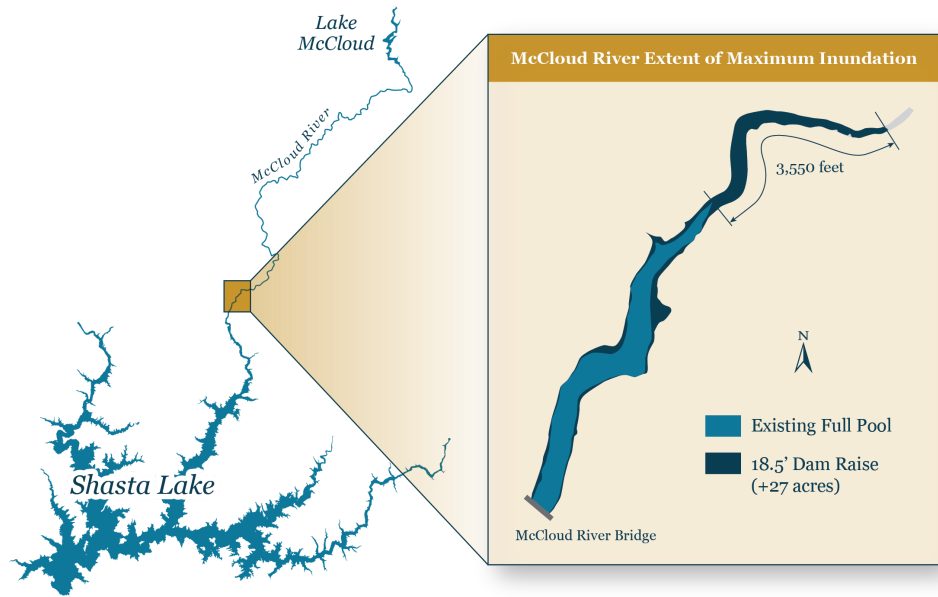 Lake
McCloud
McCloud River
Shasta Lake
McCloud River Extent of Maximum Inundation
3,550 feet
N
Existing Full Pool
18.5’ Dam Raise
(+27 acres)
McCloud River Bridge